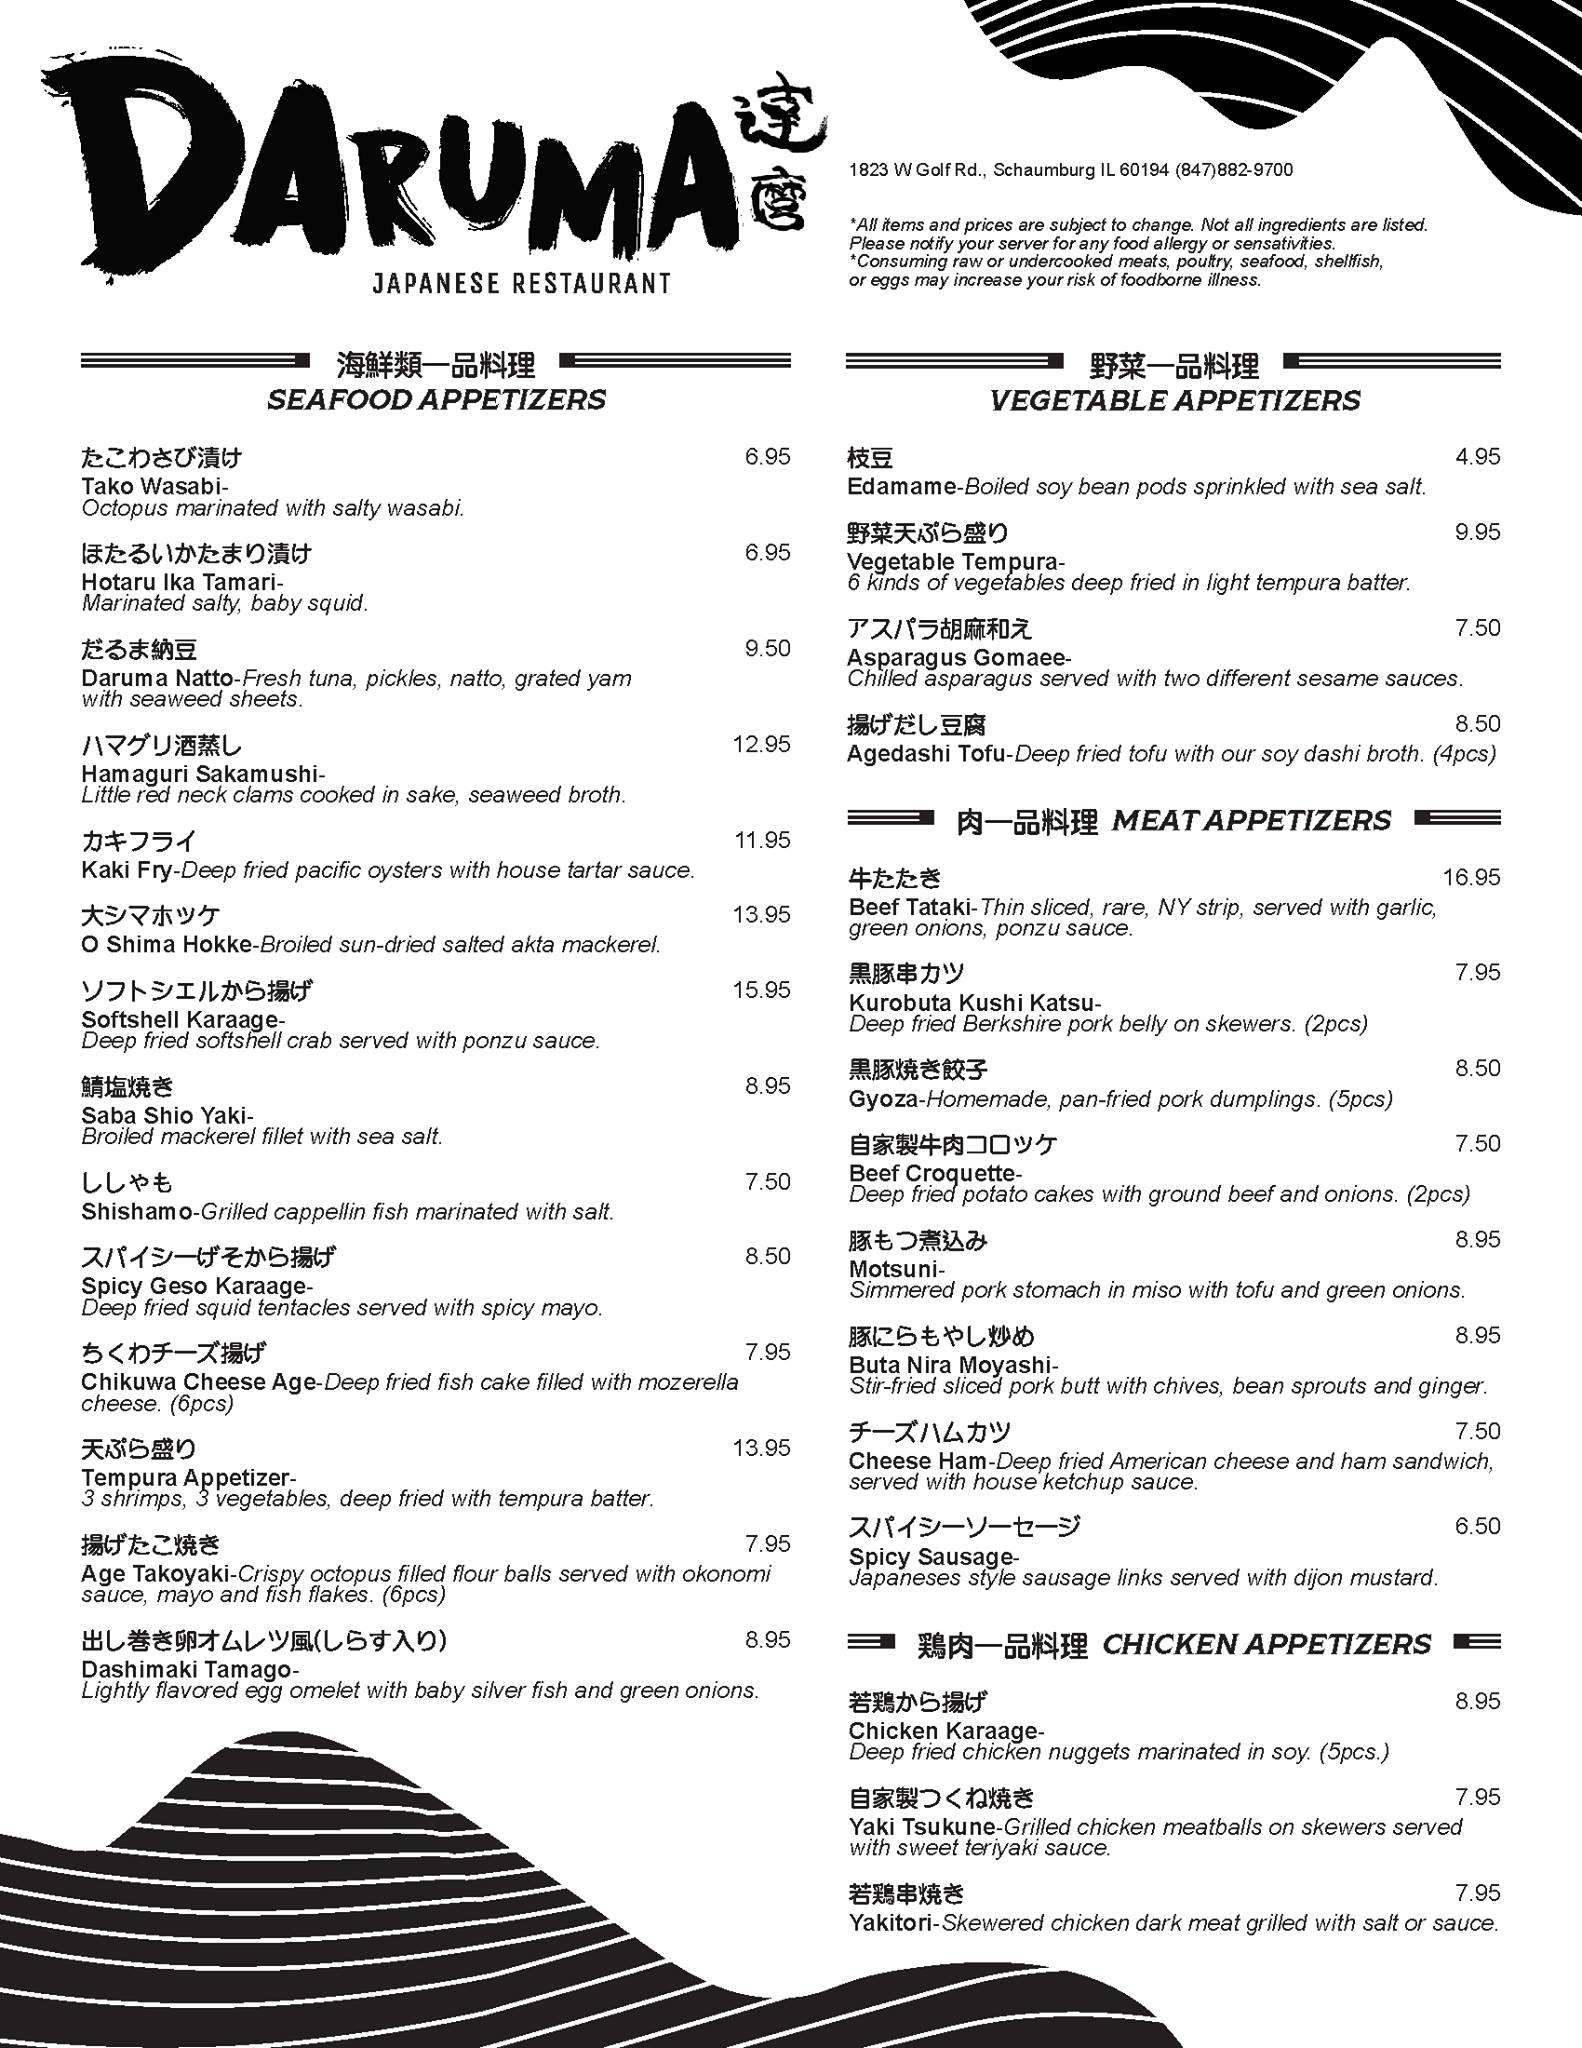 DARUMA 達磨
JAPANESE RESTAURANT
1823 W Golf Rd., Schaumburg IL 60194 (847)882-9700
*All items and prices are subject to change. Not all ingredients are listed.
Please notify your server for any food allergy or sensativities.
*Consuming raw or undercooked meats, poultry, seafood, shellfish,
or eggs may increase your risk of foodborne illness.
海鮮類一品料理
SEAFOOD APPETIZERS
たこわさび漬け 6.95
Tako Wasabi-
Octopus marinated with salty wasabi.
ほたるいかたまり漬け 6.95
Hotaru Ika Tamari-
Marinated salty, baby squid.
だるま納豆 9.50
Daruma Natto-Fresh tuna, pickles, natto, grated yam
with seaweed sheets.
ハマグリ酒蒸し 12.95
Hamaguri Sakamushi-
Little red neck clams cooked in sake, seaweed broth.
カキフライ 11.95
Kaki Fry-Deep fried pacific oysters with house tartar sauce.
大シマホッケ 13.95
O Shima Hokke-Broiled sun-dried salted akta mackerel.
ソフトシエルから揚げ 15.95
Softshell Karaage-
Deep fried softshell crab served with ponzu sauce.
鯖塩焼き 8.95
Saba Shio Yaki-
Broiled mackerel fillet with sea salt.
ししゃも 7.50
Shishamo-Grilled cappellin fish marinated with salt.
スパイシーげそから揚げ 8.50
Spicy Geso Karaage-
Deep fried squid tentacles served with spicy mayo.
ちくわチーズ揚げ 7.95
Chikuwa Cheese Age-Deep fried fish cake filled with mozerella
cheese. (6pcs)
天ぷら盛り 13.95
Tempura Appetizer-
3 shrimps, 3 vegetables, deep fried with tempura batter.
揚げたこ焼き 7.95
Age Takoyaki-Crispy octopus filled flour balls served with okonomi
sauce, mayo and fish flakes. (6pcs)
出し巻き卵オムレツ風(しらす入り) 8.95
Dashimaki Tamago-
Lightly flavored egg omelet with baby silver fish and green onions.
野菜一品料理
VEGETABLE APPETIZERS
枝豆 4.95
Edamame-Boiled soy bean pods sprinkled with sea salt.
野菜天ぷら盛り 9.95
Vegetable Tempura-
6 kinds of vegetables deep fried in light tempura batter.
アスパラ胡麻和え 7.50
Asparagus Gomaee-
Chilled asparagus served with two different sesame sauces.
揚げだし豆腐 8.50
Agedashi Tofu-Deep fried tofu with our soy dashi broth. (4pcs)
肉一品料理 MEAT APPETIZERS
牛たたき 16.95
Beef Tataki-Thin sliced, rare, NY strip, served with garlic,
green onions, ponzu sauce.
黒豚串カツ 7.95
Kurobuta Kushi Katsu-
Deep fried Berkshire pork belly on skewers. (2pcs)
黒豚焼き餃子 8.50
Gyoza-Homemade, pan-fried pork dumplings. (5pcs)
自家製牛肉コロッケ 7.50
Beef Croquette-
Deep fried potato cakes with ground beef and onions. (2pcs)
豚もつ煮込み 8.95
Motsuni-
Simmered pork stomach in miso with tofu and green onions.
豚にらもやし炒め 8.95
Buta Nira Moyashi-
Stir-fried sliced pork butt with chives, bean sprouts and ginger.
チーズハムカツ 7.50
Cheese Ham-Deep fried American cheese and ham sandwich,
served with house ketchup sauce.
スパイシーソーセージ 6.50
Spicy Sausage-
Japaneses style sausage links served with dijon mustard.
鶏肉一品料理 CHICKEN APPETIZERS
若鶏から揚げ 8.95
Chicken Karaage-
Deep fried chicken nuggets marinated in soy. (5pcs.)
自家製つくね焼き 7.95
Yaki Tsukune-Grilled chicken meatballs on skewers served
with sweet teriyaki sauce.
若鶏串焼き 7.95
Yakitori-Skewered chicken dark meat grilled with salt or sauce.